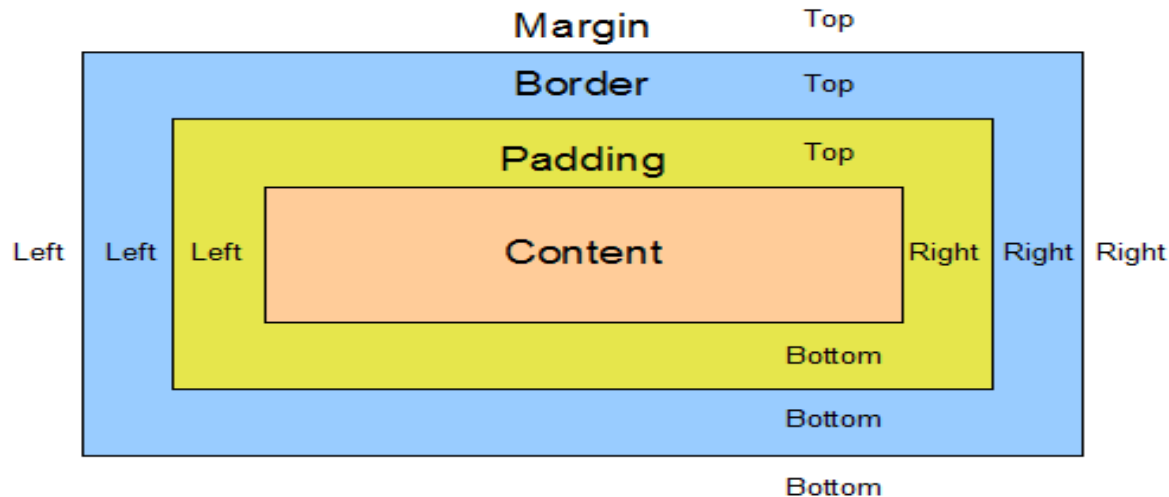 Margin Top
Border Top
Padding Top
Left Left Left Content Right Right Right
Bottom
Bottom
Bottom